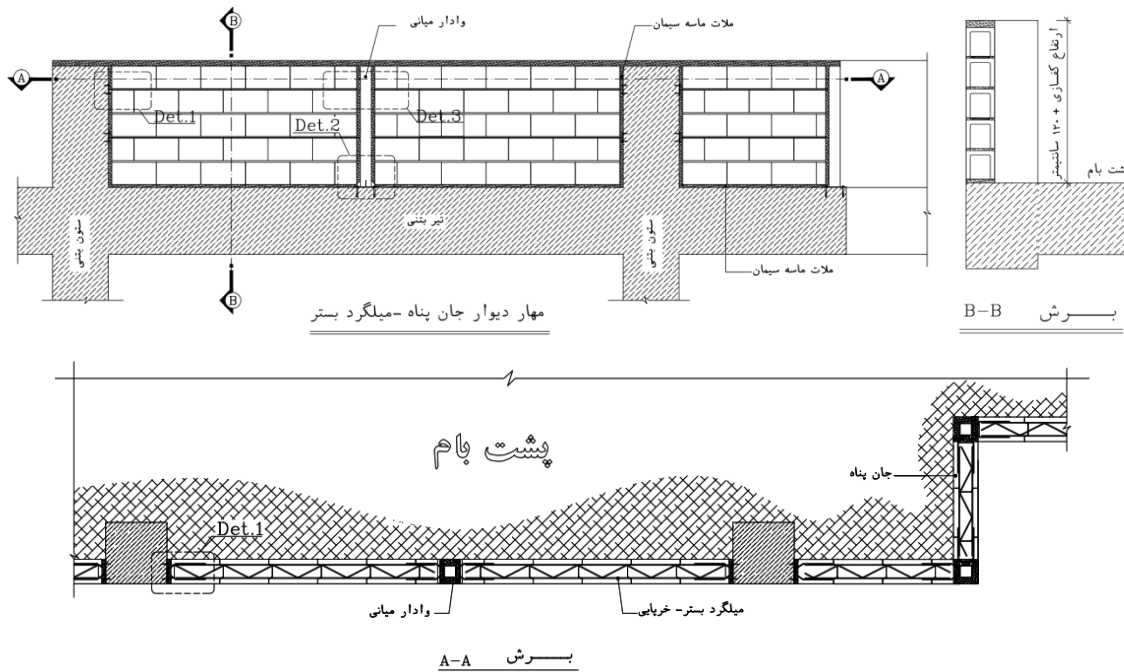 B
وادار میانی
ملات ماسه سیمان
A
A
Det.1
Det.2
Det.3
ستون بتنی
تیر بتنی
ستون بتنی
ملات ماسه سیمان
B
مهار دیوار جان پناه -میلگرد بستر
ارتفاع کفسازی + ۱۲۰ سانتیمتر
شت بام
برش B-B
پشت بام
جان پناه
Det.1
وادار میانی
میلگرد بستر- خرپایی
برش A-A